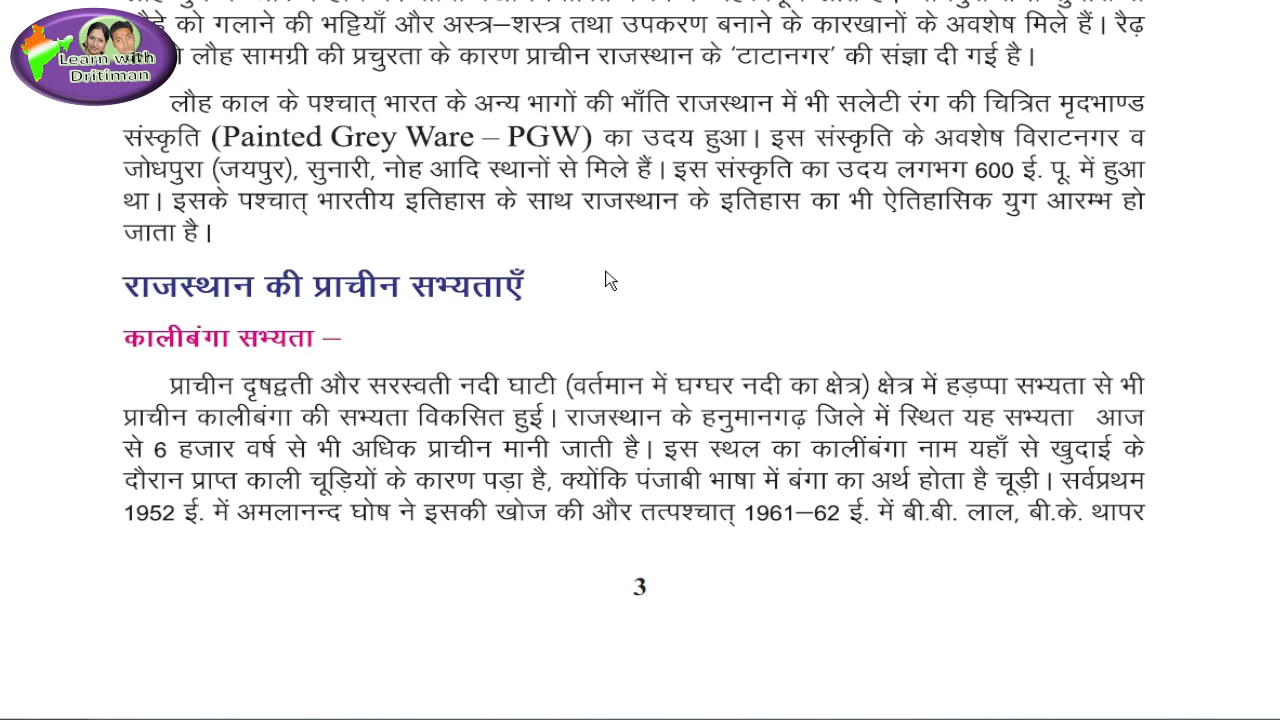 को गलाने की भट्टियाँ और अस्त्र–शस्त्र तथा उपकरण बनाने के कारखानों के अवशेष मिले हैं। रैढ़
लौह सामग्री की प्रचुरता के कारण प्राचीन राजस्थान के 'टाटानगर' की संज्ञा दी गई है।
Learn with
Dritiman
लौह काल के पश्चात् भारत के अन्य भागों की भाँति राजस्थान में भी सलेटी रंग की चित्रित मृदभाण्ड
संस्कृति (Painted Grey Ware – PGW) का उदय हुआ। इस संस्कृति के अवशेष विराटनगर व
जोधपुरा (जयपुर), सुनारी, नोह आदि स्थानों से मिले हैं। इस संस्कृति का उदय लगभग 600 ई. पू. में हुआ
था। इसके पश्चात् भारतीय इतिहास के साथ राजस्थान के इतिहास का भी ऐतिहासिक युग आरम्भ हो
जाता है।
राजस्थान की प्राचीन सभ्यताएँ
कालीबंगा सभ्यता –
प्राचीन दृषद्वती और सरस्वती नदी घाटी (वर्तमान में घग्घर नदी का क्षेत्र) क्षेत्र में हड़प्पा सभ्यता से भी
प्राचीन कालीबंगा की सभ्यता विकसित हुई। राजस्थान के हनुमानगढ़ जिले में स्थित यह सभ्यता आज
से 6 हजार वर्ष से भी अधिक प्राचीन मानी जाती है। इस स्थल का कालींबंगा नाम यहाँ से खुदाई के
दौरान प्राप्त काली चूड़ियों के कारण पड़ा है, क्योंकि पंजाबी भाषा में बंगा का अर्थ होता है चूड़ी। सर्वप्रथम
1952 ई. में अमलानन्द घोष ने इसकी खोज की और तत्पश्चात् 1961–62 ई. में बी.बी. लाल, बी.के. थापर
3